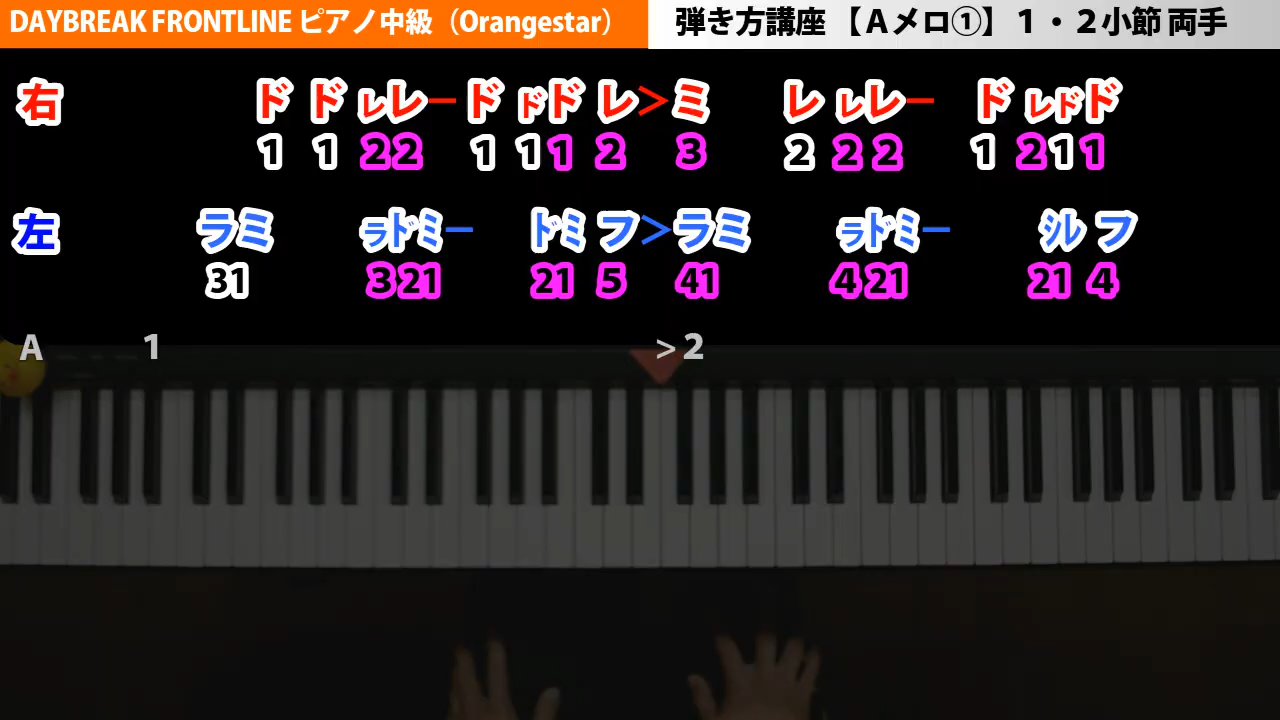 DAYBREAK FRONTLINE ピアノ中級（Orangestar） 弾き方講座 【Ａメロ①】１・２小節 両手
右 ド ド レレー ド ドド レ＞ミ レ レレー ド レドド
1 1 22 1 11 2 3 2 2 2 1 211
左 ラミ ラドミー ドミ フ＞ラミ ラドミー シル フ
31 321 21 5 41 421 21 4
A 1 > 2